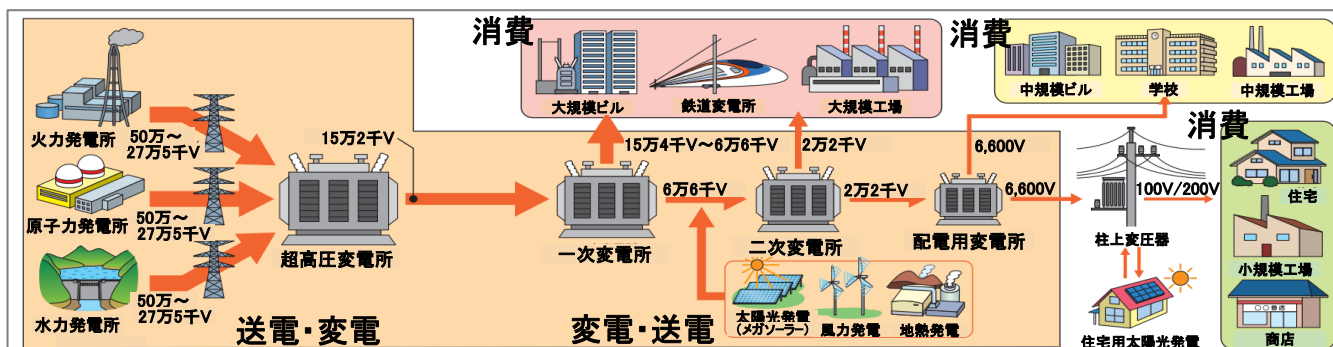 火力発電所
50万〜
27万5千V
原子力発電所
50万〜
27万5千V
水力発電所
50万〜
27万5千V
超高圧変電所
送電・変電
15万2千V
一次変電所
変電・送電
15万4千V〜6万6千V
消費
大規模ビル
鉄道変電所
大規模工場
6万6千V
二次変電所
2万2千V
2万2千V
太陽光発電
(メガソーラー)
風力発電
地熱発電
配電用変電所
6,600V
消費
中規模ビル
学校
中規模工場
6,600V
柱上変圧器
住宅用太陽光発電
100V/200V
消費
住宅
小規模工場
〇〇商店
商店